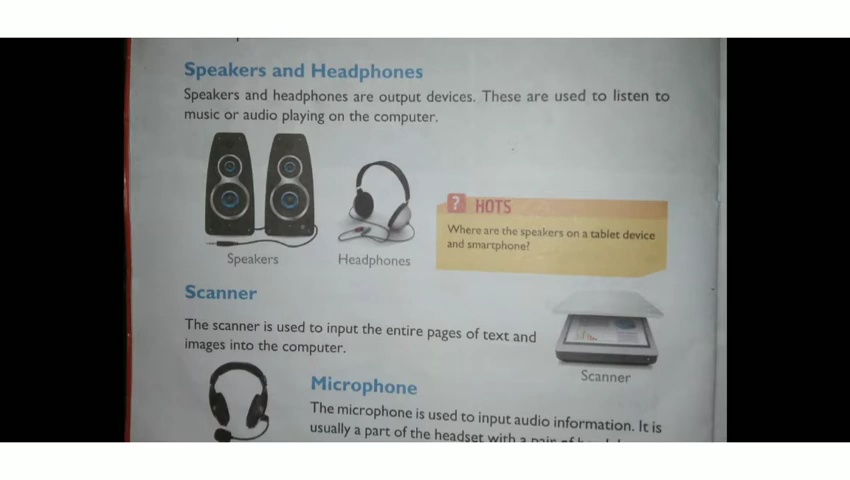 Speakers and Headphones
Speakers and headphones are output devices. These are used to listen to
music or audio playing on the computer.
Speakers
Headphones
? HOTS
Where are the speakers on a tablet device
and smartphone?
Scanner
The scanner is used to input the entire pages of text and
images into the computer.
Scanner
Microphone
The microphone is used to input audio information. It is
usually a part of the headset with a pair of